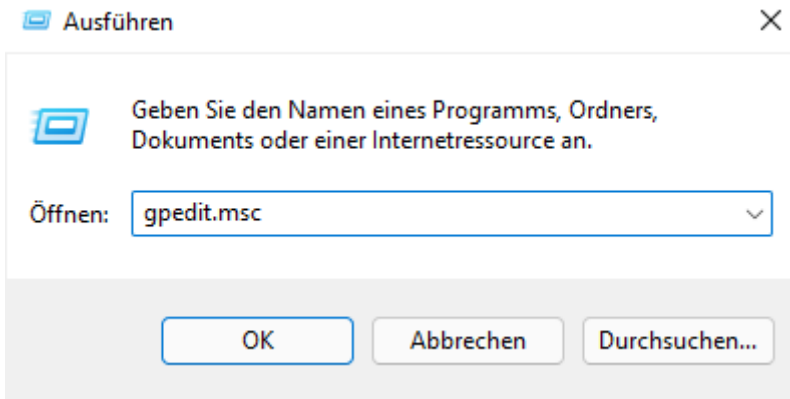 Ausführen
Geben Sie den Namen eines Programms, Ordners,
Dokuments oder einer Internetressource an.
Öffnen: gpedit.msc
OK Abbrechen Durchsuchen...